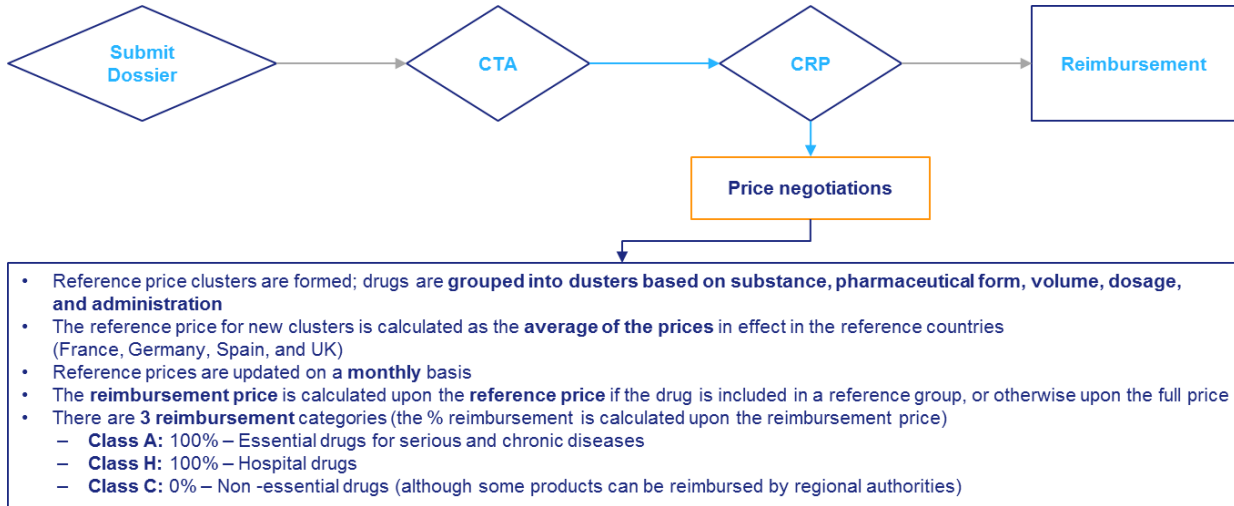 Submit
Dossier
CTA
CRP
Reimbursement
Price negotiations
• Reference price clusters are formed; drugs are grouped into dusters based on substance, pharmaceutical form, volume, dosage,
and administration
• The reference price for new clusters is calculated as the average of the prices in effect in the reference countries
(France, Germany, Spain, and UK)
• Reference prices are updated on a monthly basis
• The reimbursement price is calculated upon the reference price if the drug is included in a reference group, or otherwise upon the full price
• There are 3 reimbursement categories (the % reimbursement is calculated upon the reimbursement price)
– Class A: 100% – Essential drugs for serious and chronic diseases
– Class H: 100% – Hospital drugs
– Class C: 0% – Non -essential drugs (although some products can be reimbursed by regional authorities)